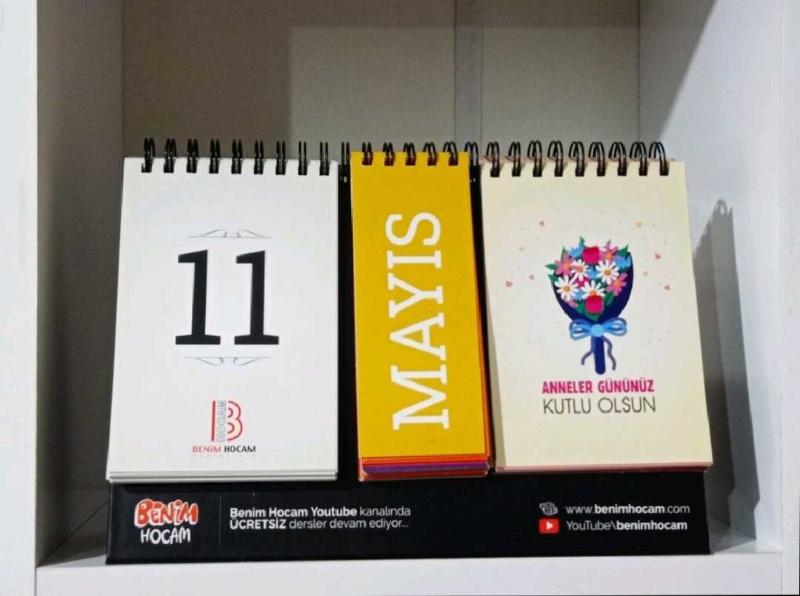 11
BENİM HOCAM
MAYIS
ANNELER GÜNÜNÜZ
KUTLU OLSUN
BENİM
HOCAM
Benim Hocam Youtube kanalında
ÜCRETSİZ dersler devam ediyor...
www.benimhocam.com
YouTube\benimhocam